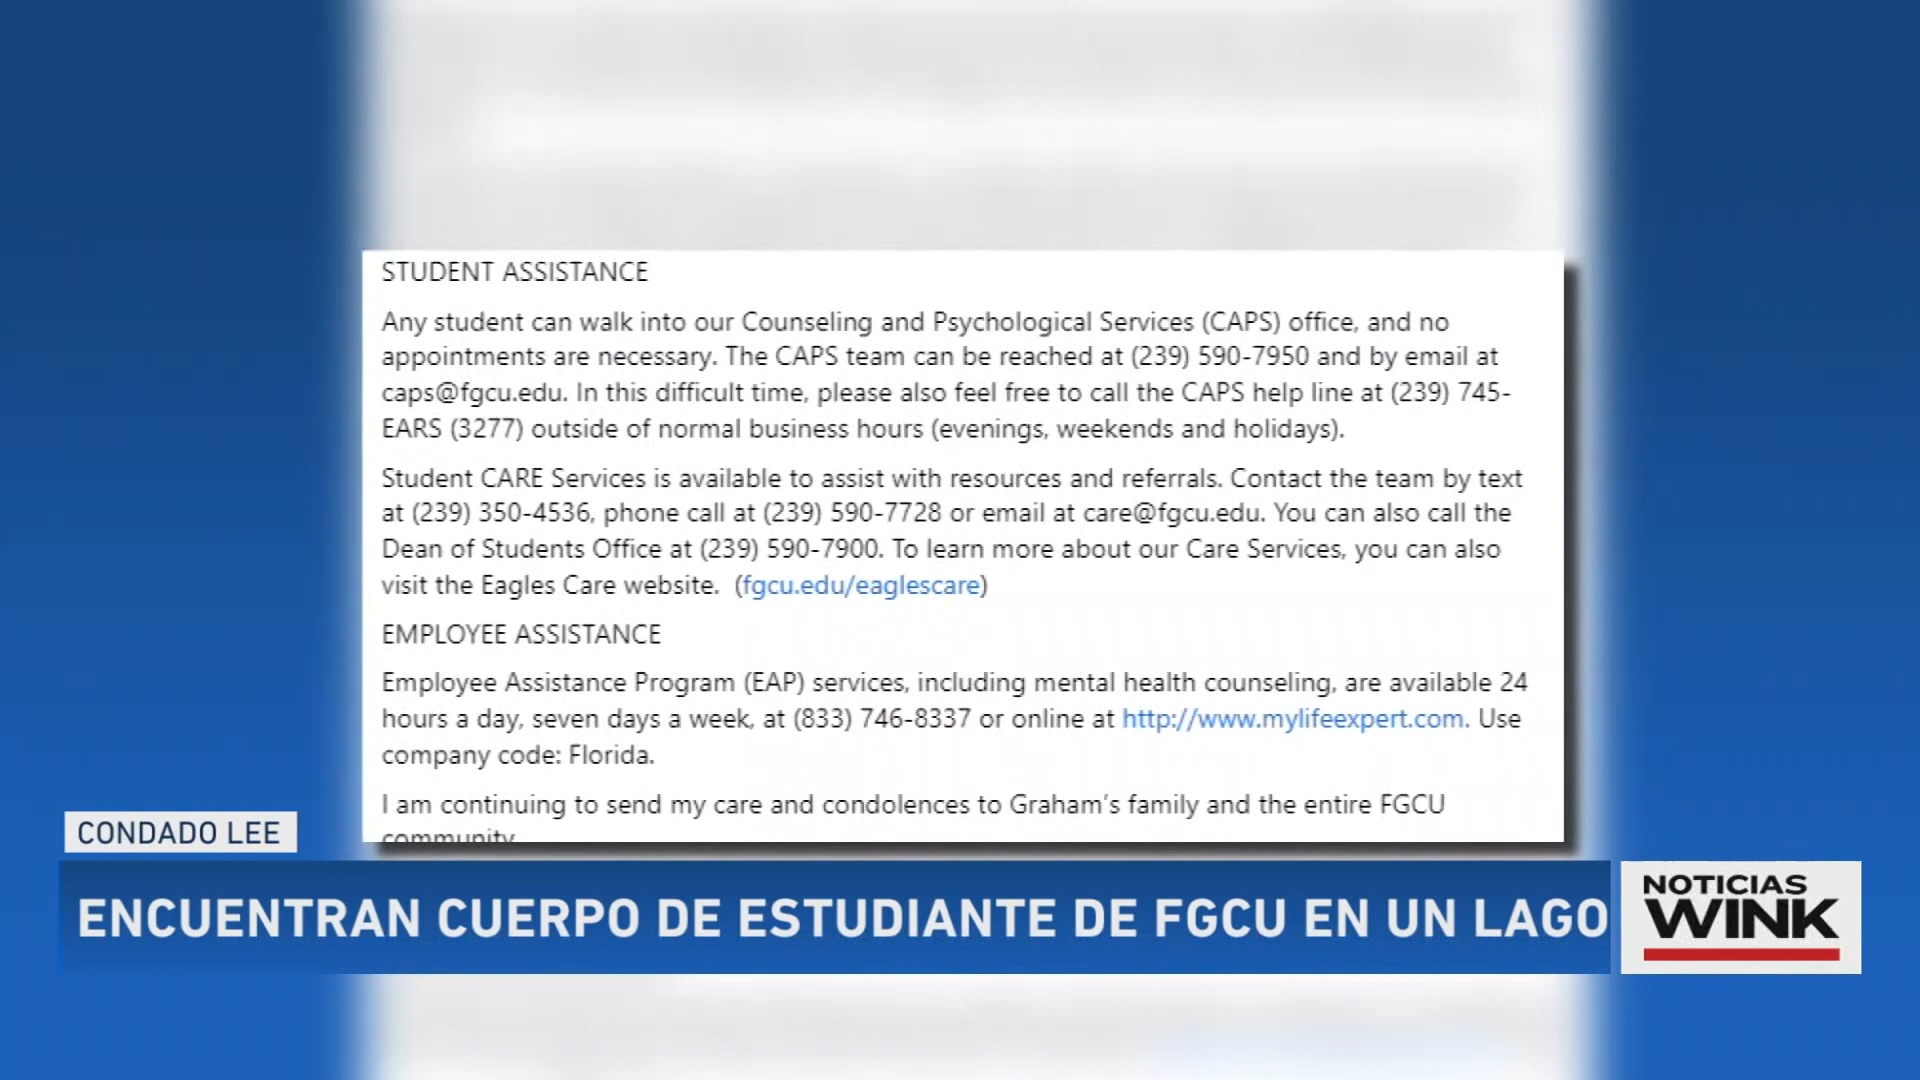 STUDENT ASSISTANCE
Any student can walk into our Counseling and Psychological Services (CAPS) office, and no
appointments are necessary. The CAPS team can be reached at (239) 590-7950 and by email at
caps@fgcu.edu. In this difficult time, please also feel free to call the CAPS help line at (239) 745-
EARS (3277) outside of normal business hours (evenings, weekends and holidays).
Student CARE Services is available to assist with resources and referrals. Contact the team by text
at (239) 350-4536, phone call at (239) 590-7728 or email at care@fgcu.edu. You can also call the
Dean of Students Office at (239) 590-7900. To learn more about our Care Services, you can also
visit the Eagles Care website. (fgcu.edu/eaglescare)
EMPLOYEE ASSISTANCE
Employee Assistance Program (EAP) services, including mental health counseling, are available 24
hours a day, seven days a week, at (833) 746-8337 or online at http://www.mylifeexpert.com. Use
company code: Florida.
I am continuing to send my care and condolences to Graham's family and the entire FGCU
community
CONDADO LEE
ENCUENTRAN CUERPO DE ESTUDIANTE DE FGCU EN UN LAGO
NOTICIAS
WINK